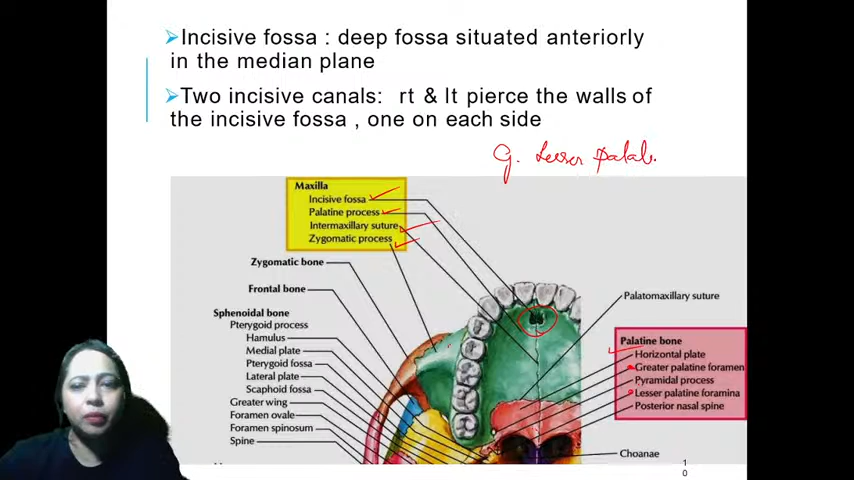 ➢Incisive fossa : deep fossa situated anteriorly
in the median plane
➢Two incisive canals: rt & lt pierce the walls of
the incisive fossa , one on each side
G. Lesser Palat.
Maxilla
Incisive fossa
Palatine process
Intermaxillary suture
Zygomatic process
Zygomatic bone
Frontal bone
Sphenoidal bone
Pterygoid process
Hamulus
Medial plate
Pterygoid fossa
Lateral plate
Scaphoid fossa
Greater wing
Foramen ovale
Foramen spinosum
Spine
Palatomaxillary suture
Palatine bone
Horizontal plate
Greater palatine foramen
Pyramidal process
Lesser palatine foramina
Posterior nasal spine
Choanae
1
0